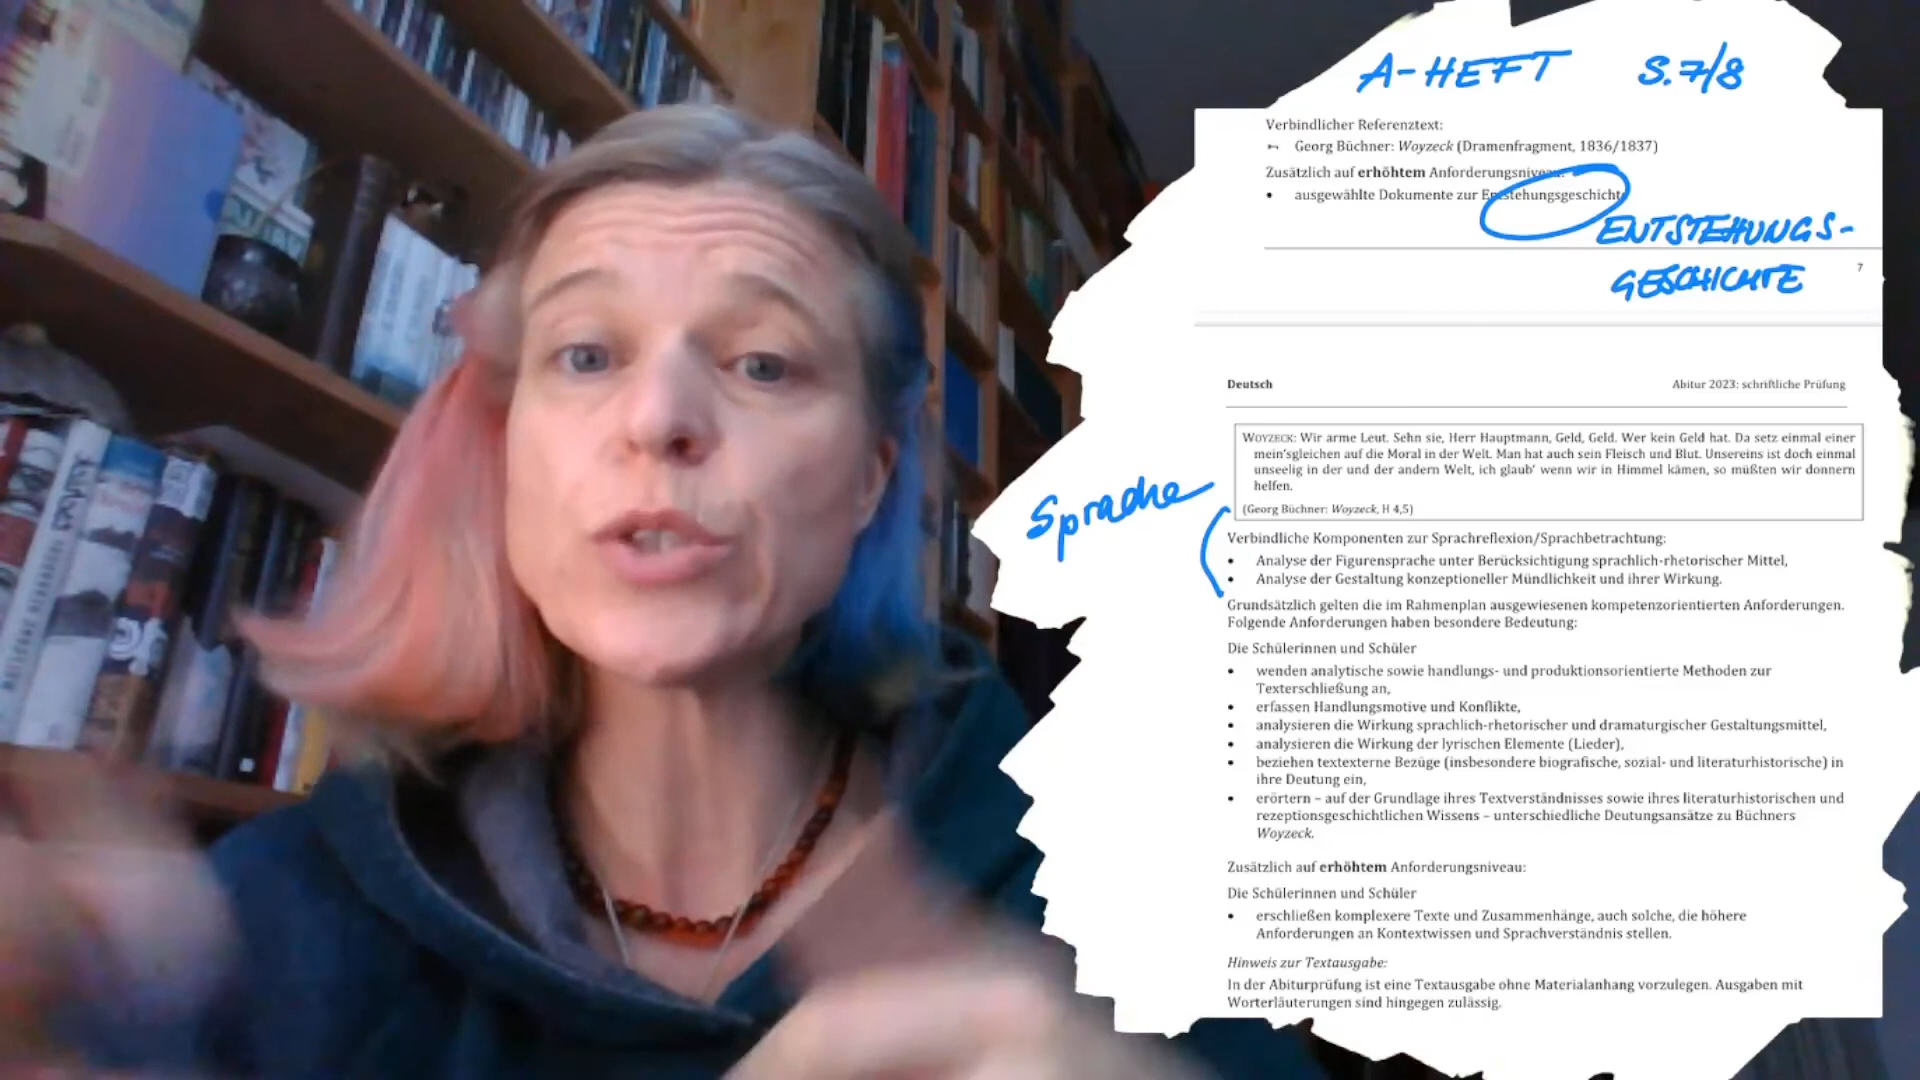 A-HEFT S.7/8
Verbindlicher Referenztext:
Georg Büchner: Woyzeck (Dramenfragment, 1836/1837)
Zusätzlich auf erhöhtem Anforderungsniveau:
• ausgewählte Dokumente zur Entstehungsgeschichte
ENTSTEHUNGS-
GESCHICHTE
7
Deutsch Abitur 2023: schriftliche Prüfung
WOYZECK: Wir arme Leut. Sehn sie, Herr Hauptmann, Geld, Geld. Wer kein Geld hat. Da setz einmal einer
mein'sgleichen auf die Moral in der Welt. Man hat auch sein Fleisch und Blut. Unsereins ist doch einmal
unseelig in der und der andern Welt, ich glaub' wenn wir in Himmel kämen, so müßten wir donnern
helfen.
(Georg Büchner: Woyzeck, H 4,5)
Sprache
Verbindliche Komponenten zur Sprachreflexion/Sprachbetrachtung:
• Analyse der Figurensprache unter Berücksichtigung sprachlich-rhetorischer Mittel,
• Analyse der Gestaltung konzeptioneller Mündlichkeit und ihrer Wirkung.
Grundsätzlich gelten die im Rahmenplan ausgewiesenen kompetenzorientierten Anforderungen.
Folgende Anforderungen haben besondere Bedeutung:
Die Schülerinnen und Schüler
• wenden analytische sowie handlungs- und produktionsorientierte Methoden zur
Texterschließung an,
• erfassen Handlungsmotive und Konflikte,
• analysieren die Wirkung sprachlich-rhetorischer und dramaturgischer Gestaltungsmittel,
• analysieren die Wirkung der lyrischen Elemente (Lieder),
• beziehen textexterne Bezüge (insbesondere biografische, sozial- und literaturhistorische) in
ihre Deutung ein,
• erörtern – auf der Grundlage ihres Textverständnisses sowie ihres literaturhistorischen und
rezeptionsgeschichtlichen Wissens – unterschiedliche Deutungsansätze zu Büchners
Woyzeck.
Zusätzlich auf erhöhtem Anforderungsniveau:
Die Schülerinnen und Schüler
• erschließen komplexere Texte und Zusammenhänge, auch solche, die höhere
Anforderungen an Kontextwissen und Sprachverständnis stellen.
Hinweis zur Textausgabe:
In der Abiturprüfung ist eine Textausgabe ohne Materialanhang vorzulegen. Ausgaben mit
Worterläuterungen sind hingegen zulässig.